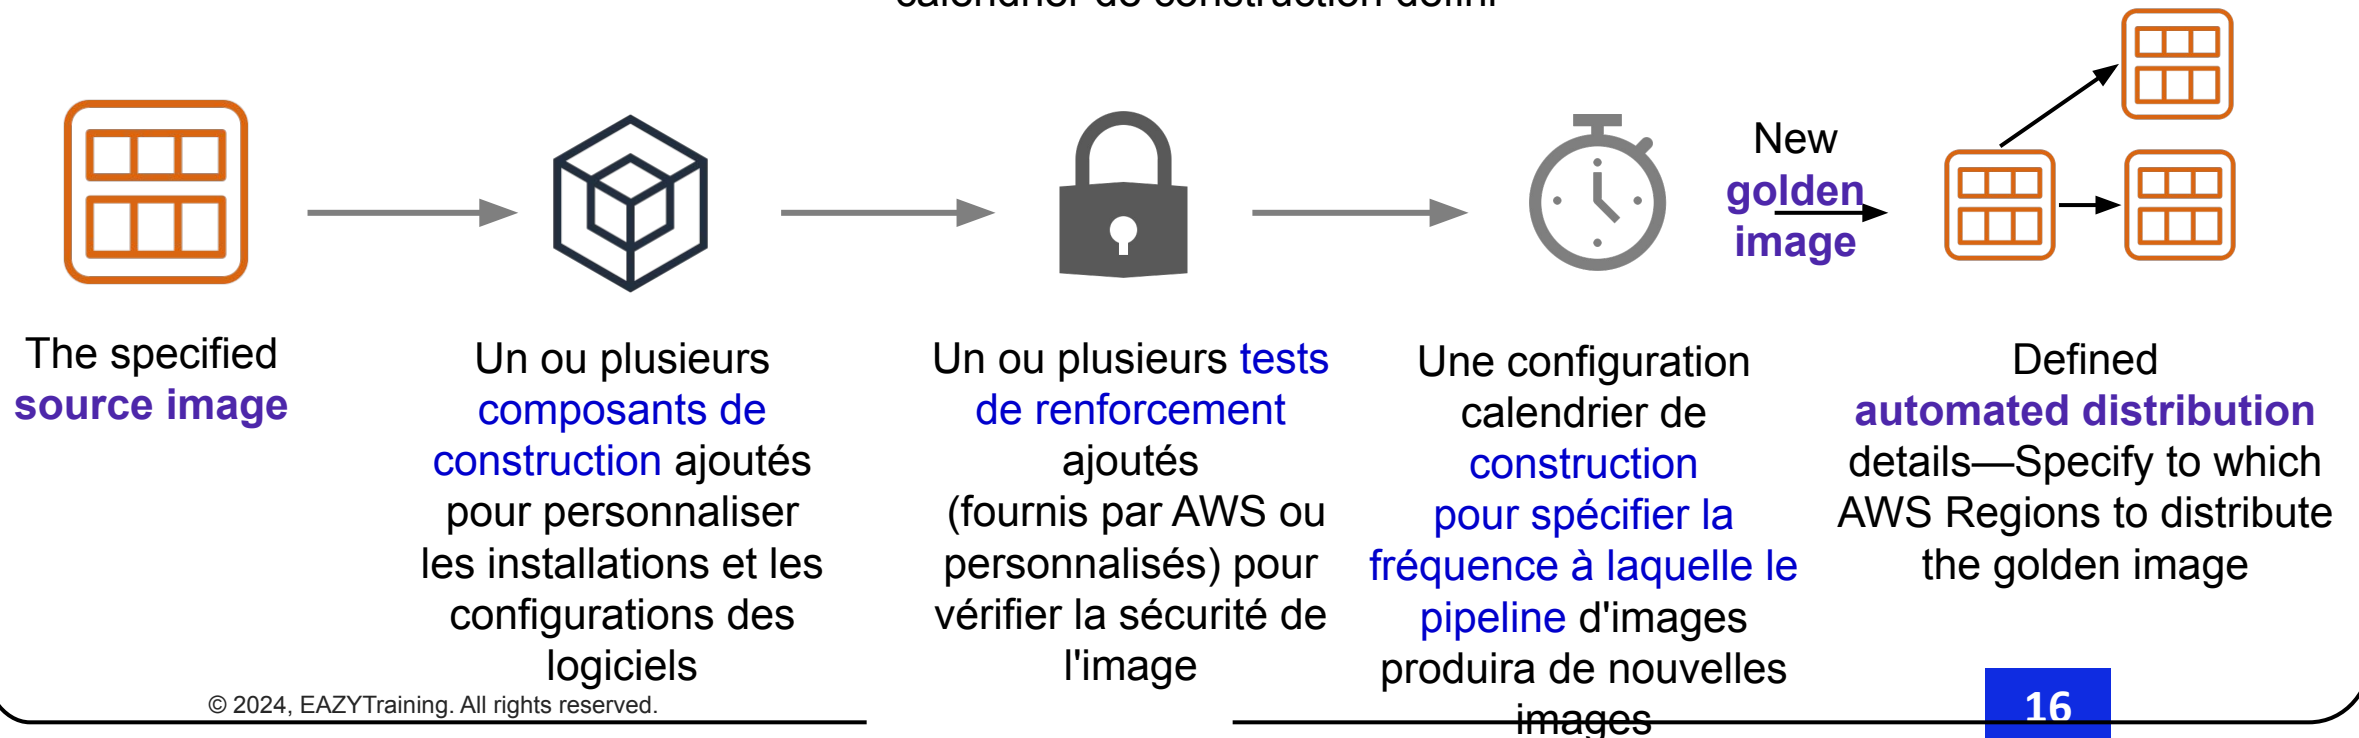 calendrier de construction défini
New
golden
image
The specified
source image
Un ou plusieurs
composants de
construction ajoutés
pour personnaliser
les installations et les
configurations des
logiciels
Un ou plusieurs tests
de renforcement
ajoutés
(fournis par AWS ou
personnalisés) pour
vérifier la sécurité de
l'image
Une configuration
calendrier de
construction
pour spécifier la
fréquence à laquelle le
pipeline d'images
produira de nouvelles
images
Defined
automated distribution
details—Specify to which
AWS Regions to distribute
the golden image
© 2024, EAZYTraining. All rights reserved.
16